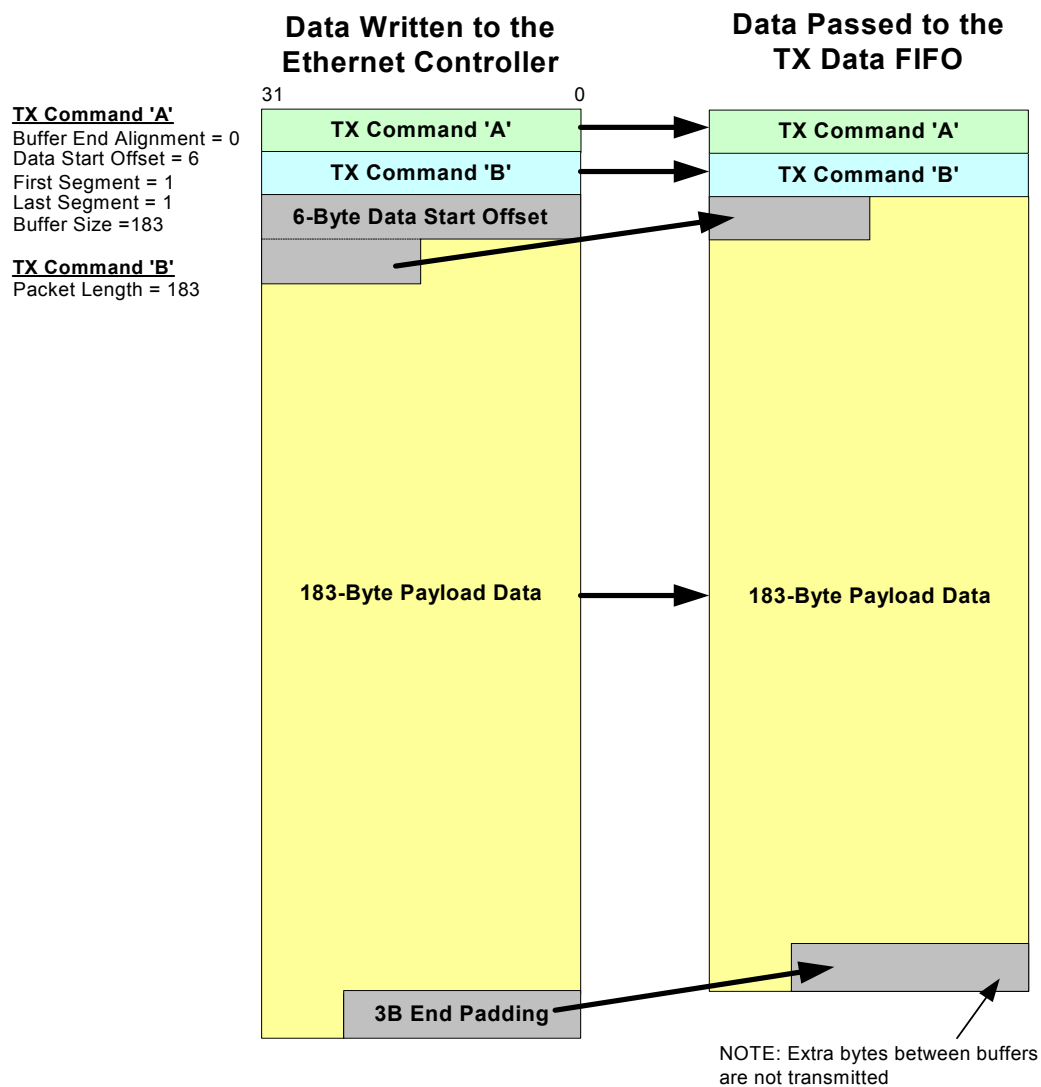 Data Written to the
Ethernet Controller
Data Passed to the
TX Data FIFO
31
0
TX Command 'A'
Buffer End Alignment = 0
Data Start Offset = 6
First Segment = 1
Last Segment = 1
Buffer Size =183
TX Command 'B'
Packet Length = 183
TX Command 'A'
TX Command 'B'
6-Byte Data Start Offset
183-Byte Payload Data
3B End Padding
TX Command 'A'
TX Command 'B'
183-Byte Payload Data
NOTE: Extra bytes between buffers
are not transmitted